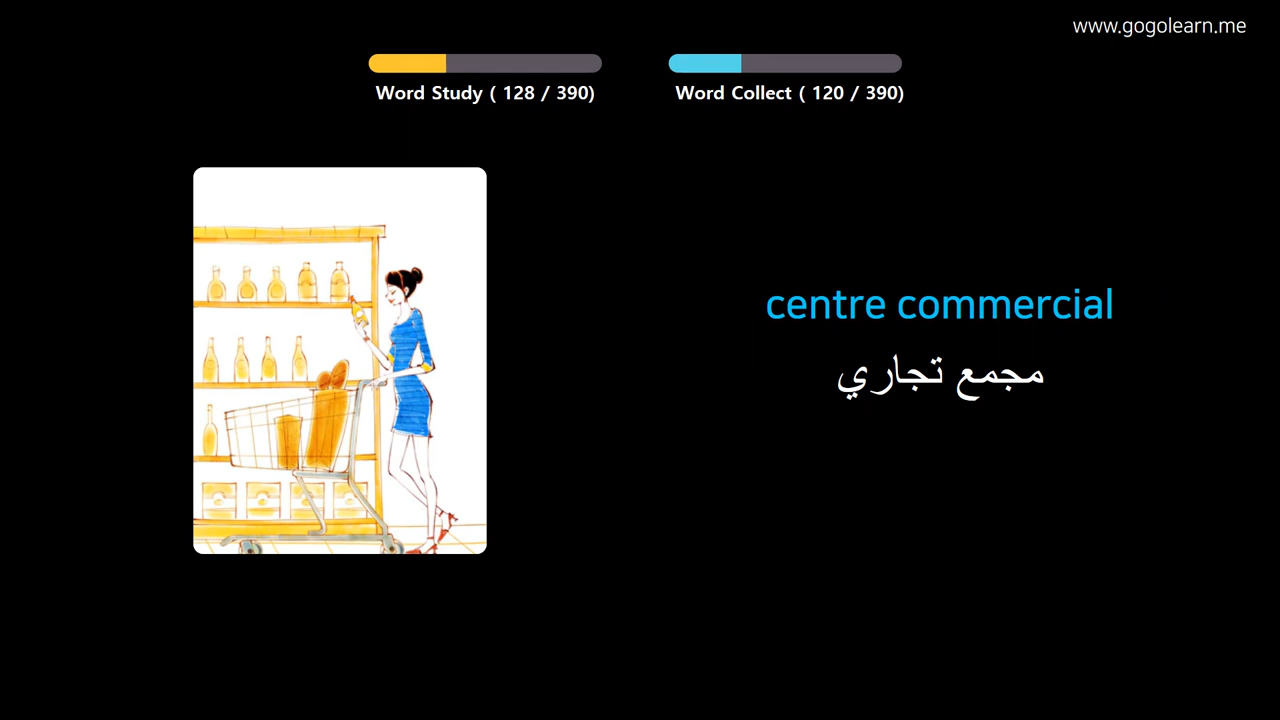 www.gogolearn.me
Word Study ( 128 / 390)
Word Collect ( 120 / 390)
centre commercial
مجمع تجاري